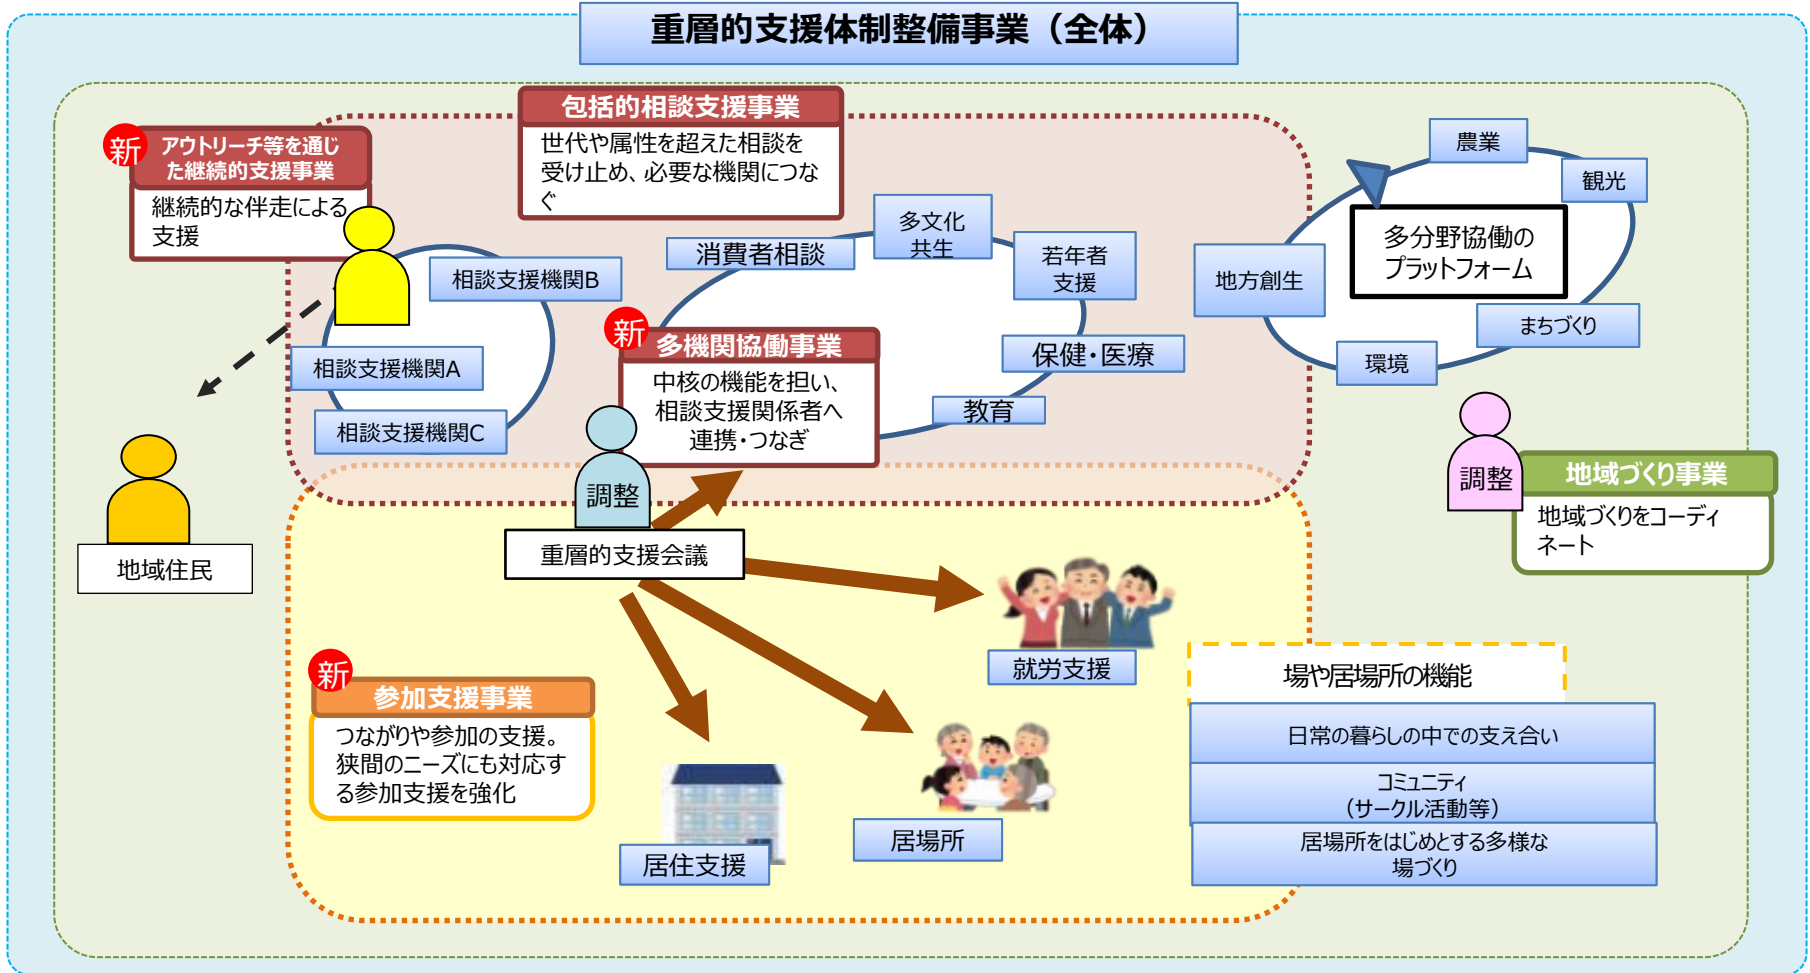 重層的支援体制整備事業（全体）
包括的相談支援事業
世代や属性を超えた相談を
受け止め、必要な機関につな
ぐ
新
アウトリーチ等を通じ
た継続的支援事業
継続的な伴走による
支援
相談支援機関B
相談支援機関A
相談支援機関C
消費者相談
多文化
共生
若年者
支援
保健・医療
教育
新
多機関協働事業
中核の機能を担い、
相談支援関係者へ
連携・つなぎ
農業
観光
多分野協働の
プラットフォーム
地方創生
まちづくり
環境
調整
地域づくり事業
地域づくりをコーディ
ネート
地域住民
調整
重層的支援会議
就労支援
新
参加支援事業
つながりや参加の支援。
狭間のニーズにも対応す
る参加支援を強化
居住支援
居場所
場や居場所の機能
日常の暮らしの中での支え合い
コミュニティ
（サークル活動等）
居場所をはじめとする多様な
場づくり